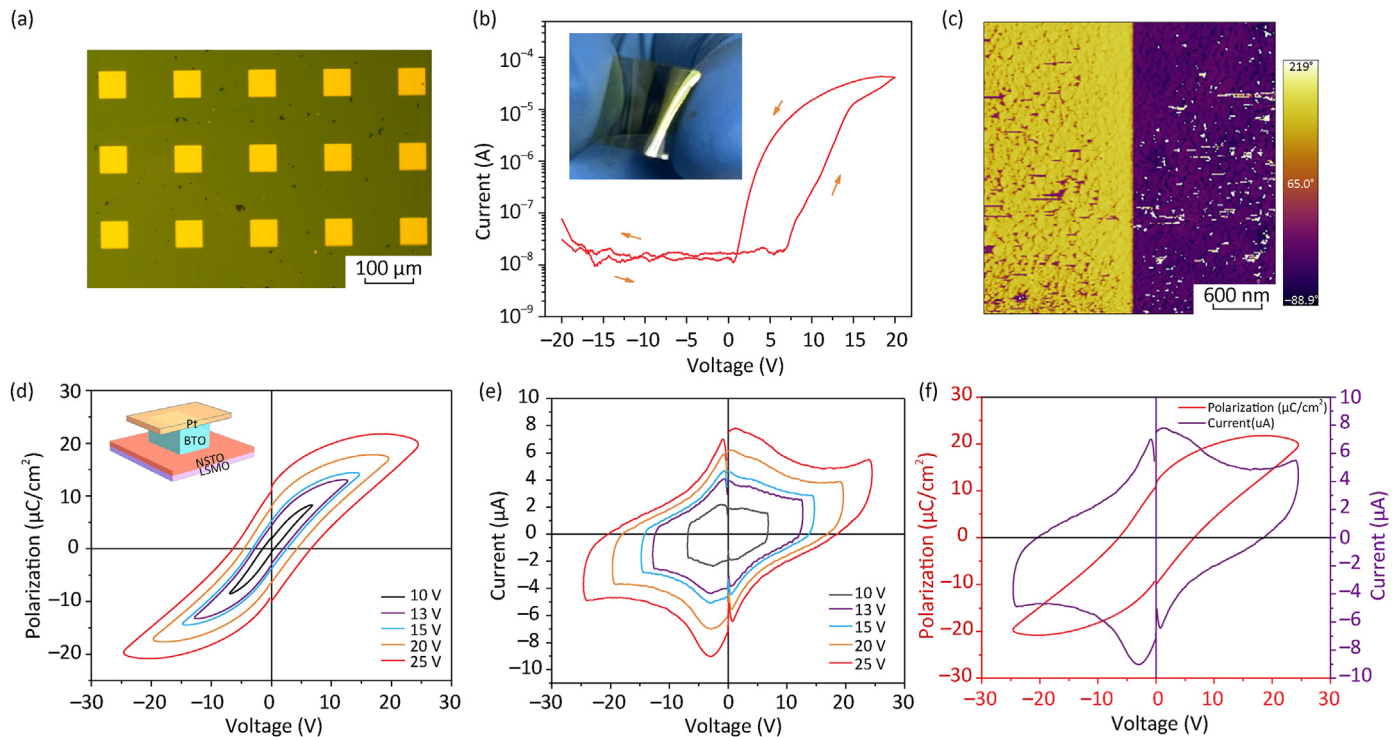 (a)
100 μm
(b)
Current (A)
10⁻⁴
10⁻⁵
10⁻⁶
10⁻⁷
10⁻⁸
10⁻⁹
−20 −15 −10 −5 0 5 10 15 20
Voltage (V)
(c)
219°
65.0°
−88.9°
600 nm
(d)
Polarization (μC/cm²)
30
20
10
0
−10
−20
Pt
BTO
NSTO
LSMO
10 V
13 V
15 V
20 V
25 V
−30 −20 −10 0 10 20 30
Voltage (V)
(e)
Current (μA)
10
8
6
4
2
0
−2
−4
−6
−8
−10
10 V
13 V
15 V
20 V
25 V
−30 −20 −10 0 10 20 30
Voltage (V)
(f)
Polarization (μC/cm²)
30
20
10
0
−10
−20
−30
Polarization (μC/cm²)
Current(uA)
10
8
6
4
2
0
−2
−4
−6
−8
−10
Current (μA)
−30 −20 −10 0 10 20 30
Voltage (V)